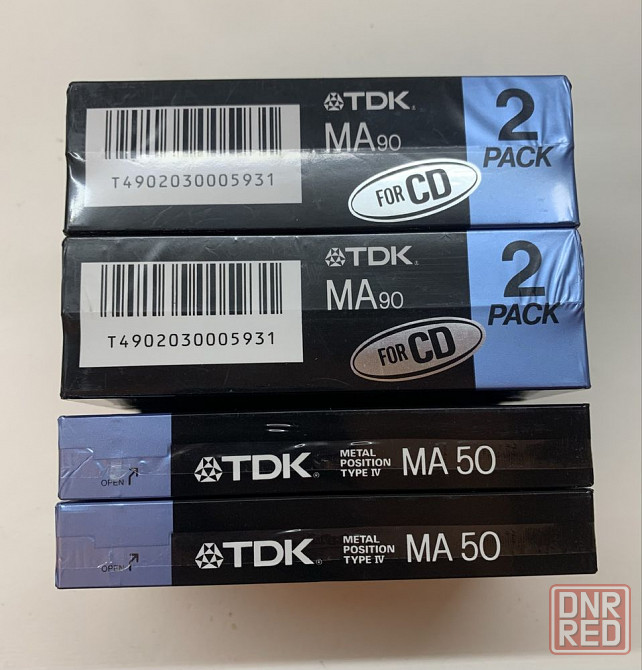 TDK
MA90
T4902030005931
FOR CD
2
PACK
TDK
MA90
T4902030005931
FOR CD
2
PACK
OPEN
TDK
METAL
POSITION
TYPE IV
MA 50
OPEN
TDK
METAL
POSITION
TYPE IV
MA 50
DNR
RED